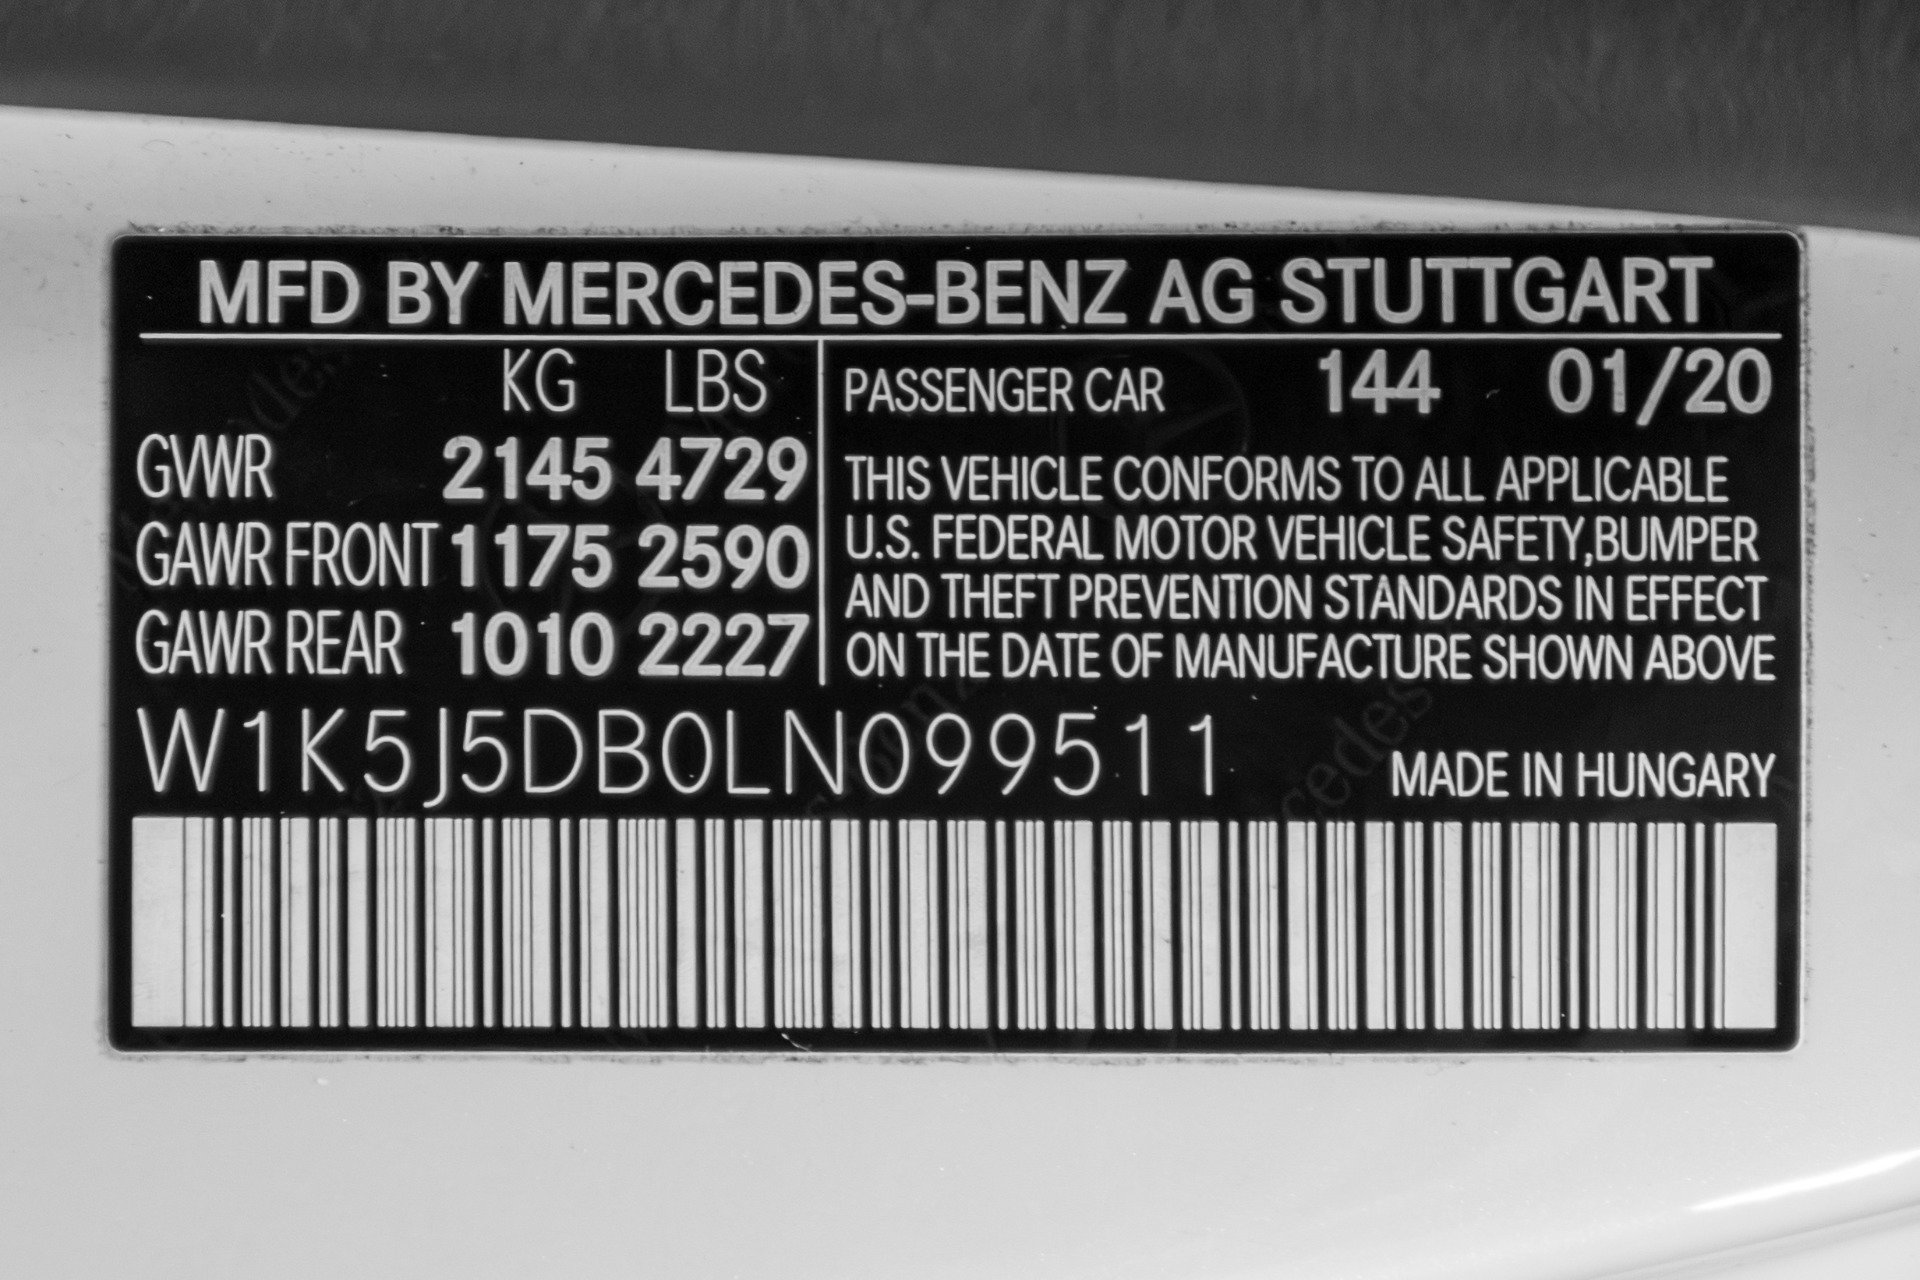 MFD BY MERCEDES-BENZ AG STUTTGART
KG LBS
GVWR 2145 4729
GAWR FRONT 1175 2590
GAWR REAR 1010 2227
PASSENGER CAR 144 01/20
THIS VEHICLE CONFORMS TO ALL APPLICABLE
U.S. FEDERAL MOTOR VEHICLE SAFETY,BUMPER
AND THEFT PREVENTION STANDARDS IN EFFECT
ON THE DATE OF MANUFACTURE SHOWN ABOVE
W1K5J5DB0LN099511
MADE IN HUNGARY